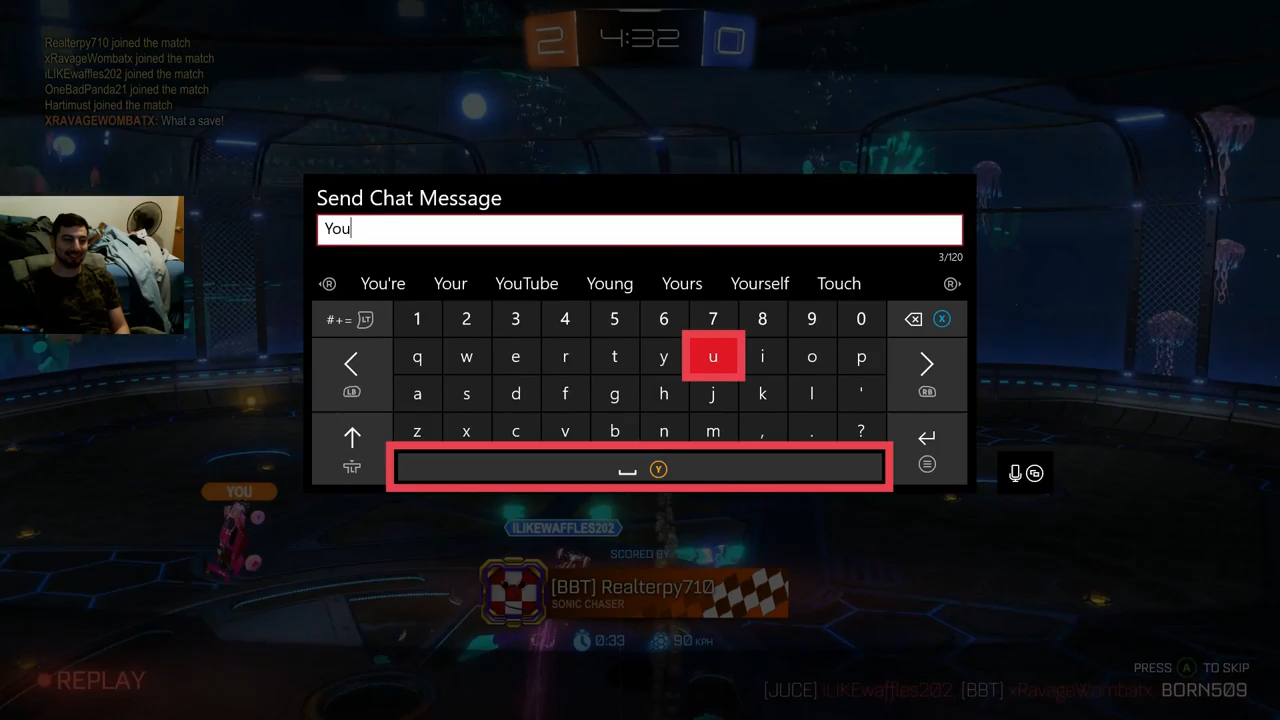 2 4:32 0
Realterpy710 joined the match
xRavageWombatx joined the match
iLIKEwaffles202 joined the match
OneBadPanda21 joined the match
Hartimust joined the match
XRAVAGEWOMBATX: What a save!
Send Chat Message
You
3/120
R You're Your YouTube Young Yours Yourself Touch R
#+= LT 1 2 3 4 5 6 7 8 9 0 X
q w e r t y u i o p
LB a s d f g h j k l ' RB
z x c v b n m , . ?
Y
YOU
ILIKEWAFFLES202
SCORED BY
[BBT] Realterpy710
SONIC CHASER
0:33 90 KPH
PRESS A TO SKIP
REPLAY
[JUCE] iLIKEwaffles202, [BBT] xRavageWombatx, BORN509